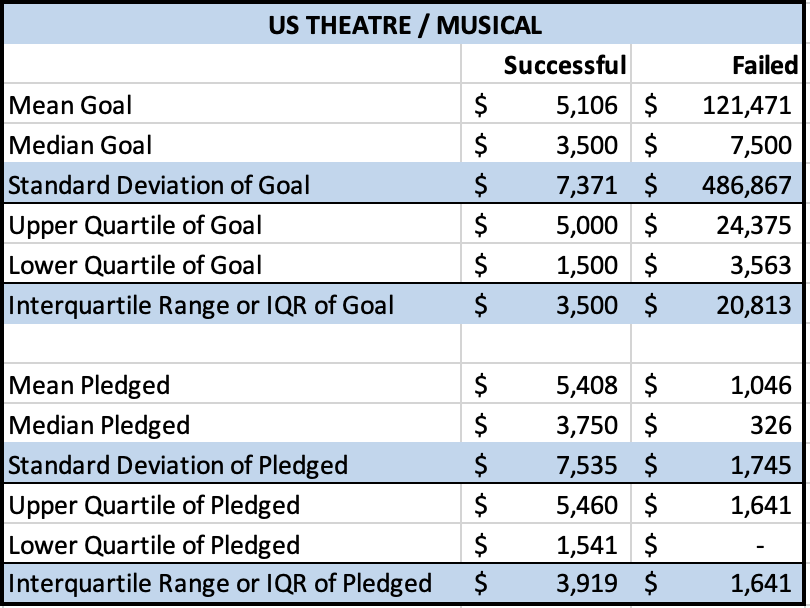 US THEATRE / MUSICAL
Successful Failed
Mean Goal $ 5,106 $ 121,471
Median Goal $ 3,500 $ 7,500
Standard Deviation of Goal $ 7,371 $ 486,867
Upper Quartile of Goal $ 5,000 $ 24,375
Lower Quartile of Goal $ 1,500 $ 3,563
Interquartile Range or IQR of Goal $ 3,500 $ 20,813
Mean Pledged $ 5,408 $ 1,046
Median Pledged $ 3,750 $ 326
Standard Deviation of Pledged $ 7,535 $ 1,745
Upper Quartile of Pledged $ 5,460 $ 1,641
Lower Quartile of Pledged $ 1,541 $ -
Interquartile Range or IQR of Pledged $ 3,919 $ 1,641